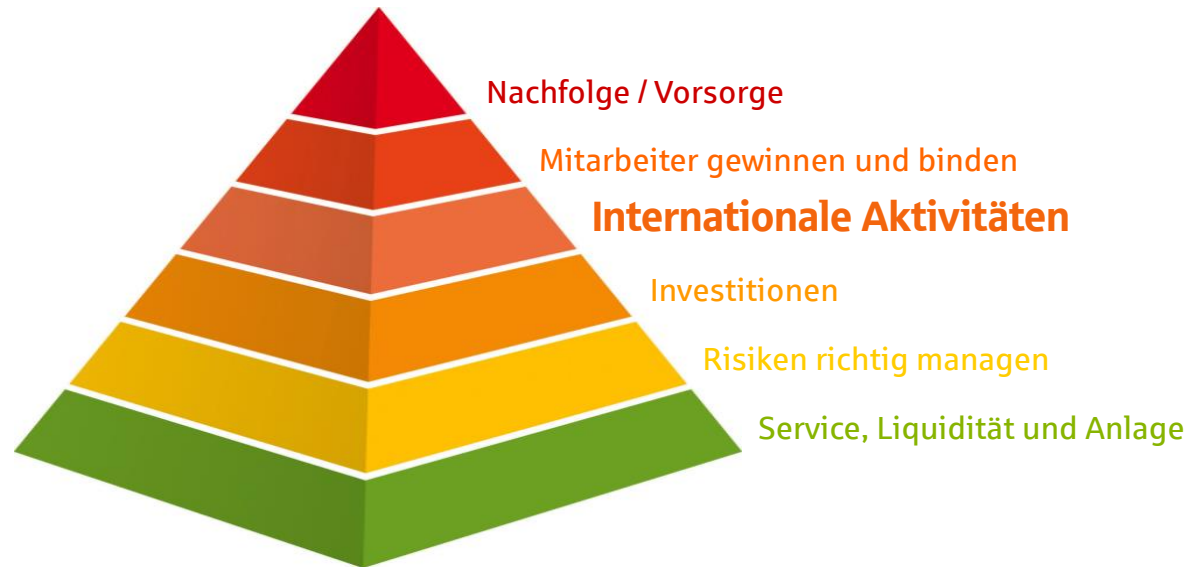 Nachfolge / Vorsorge
Mitarbeiter gewinnen und binden
Internationale Aktivitäten
Investitionen
Risiken richtig managen
Service, Liquidität und Anlage